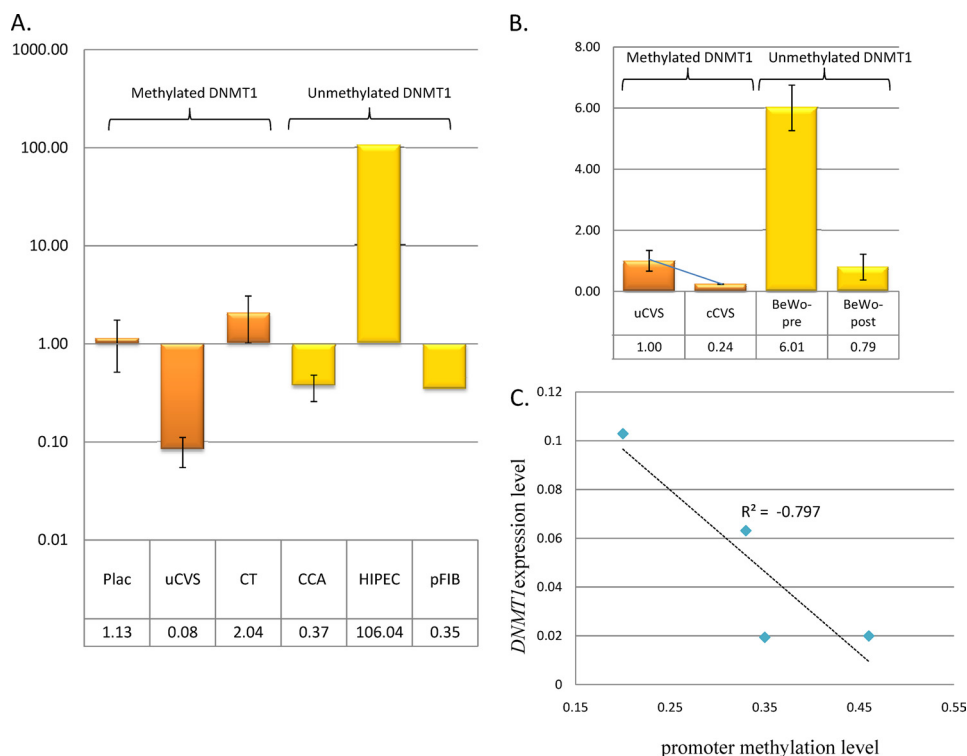 A.
1000.00
100.00
10.00
1.00
0.10
0.01
Methylated DNMT1
Unmethylated DNMT1
Plac uCVS CT CCA HIPEC pFIB
1.13 0.08 2.04 0.37 106.04 0.35
B.
8.00
6.00
4.00
2.00
0.00
Methylated DNMT1
Unmethylated DNMT1
uCVS cCVS BeWo- BeWo-
pre post
1.00 0.24 6.01 0.79
C.
0.12
0.1
0.08
0.06
0.04
0.02
0
DNMT1expression level
R² = -0.797
0.15 0.25 0.35 0.45 0.55
promoter methylation level